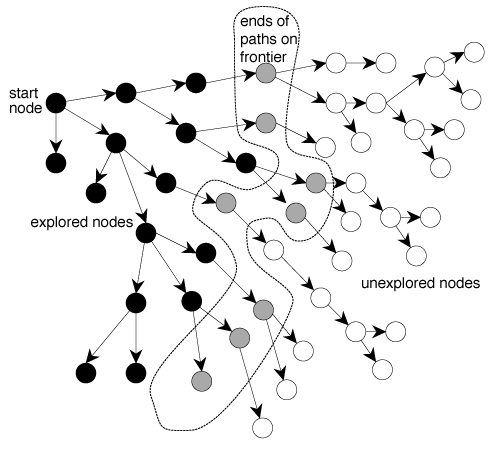 ends of
paths on
frontier
start
node
explored nodes
unexplored nodes